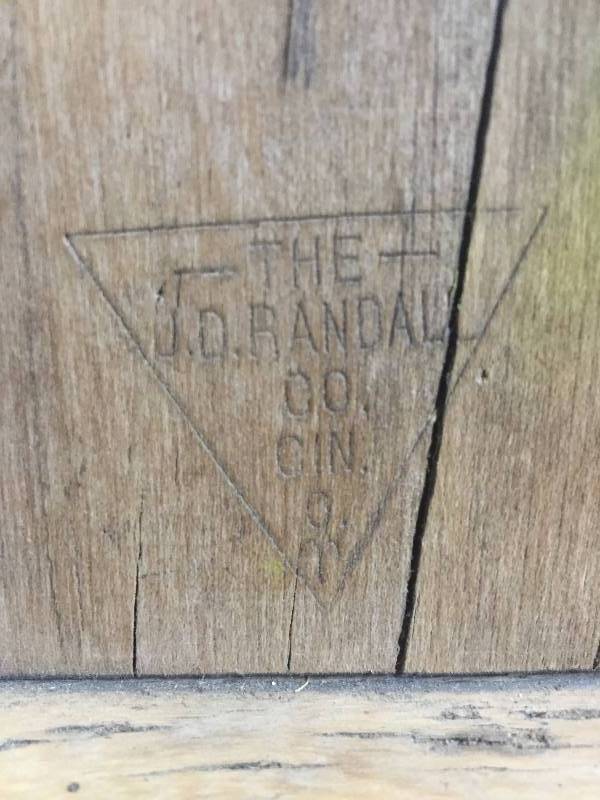 THE
J.D. RANDALL
CO.
CIN.
O.